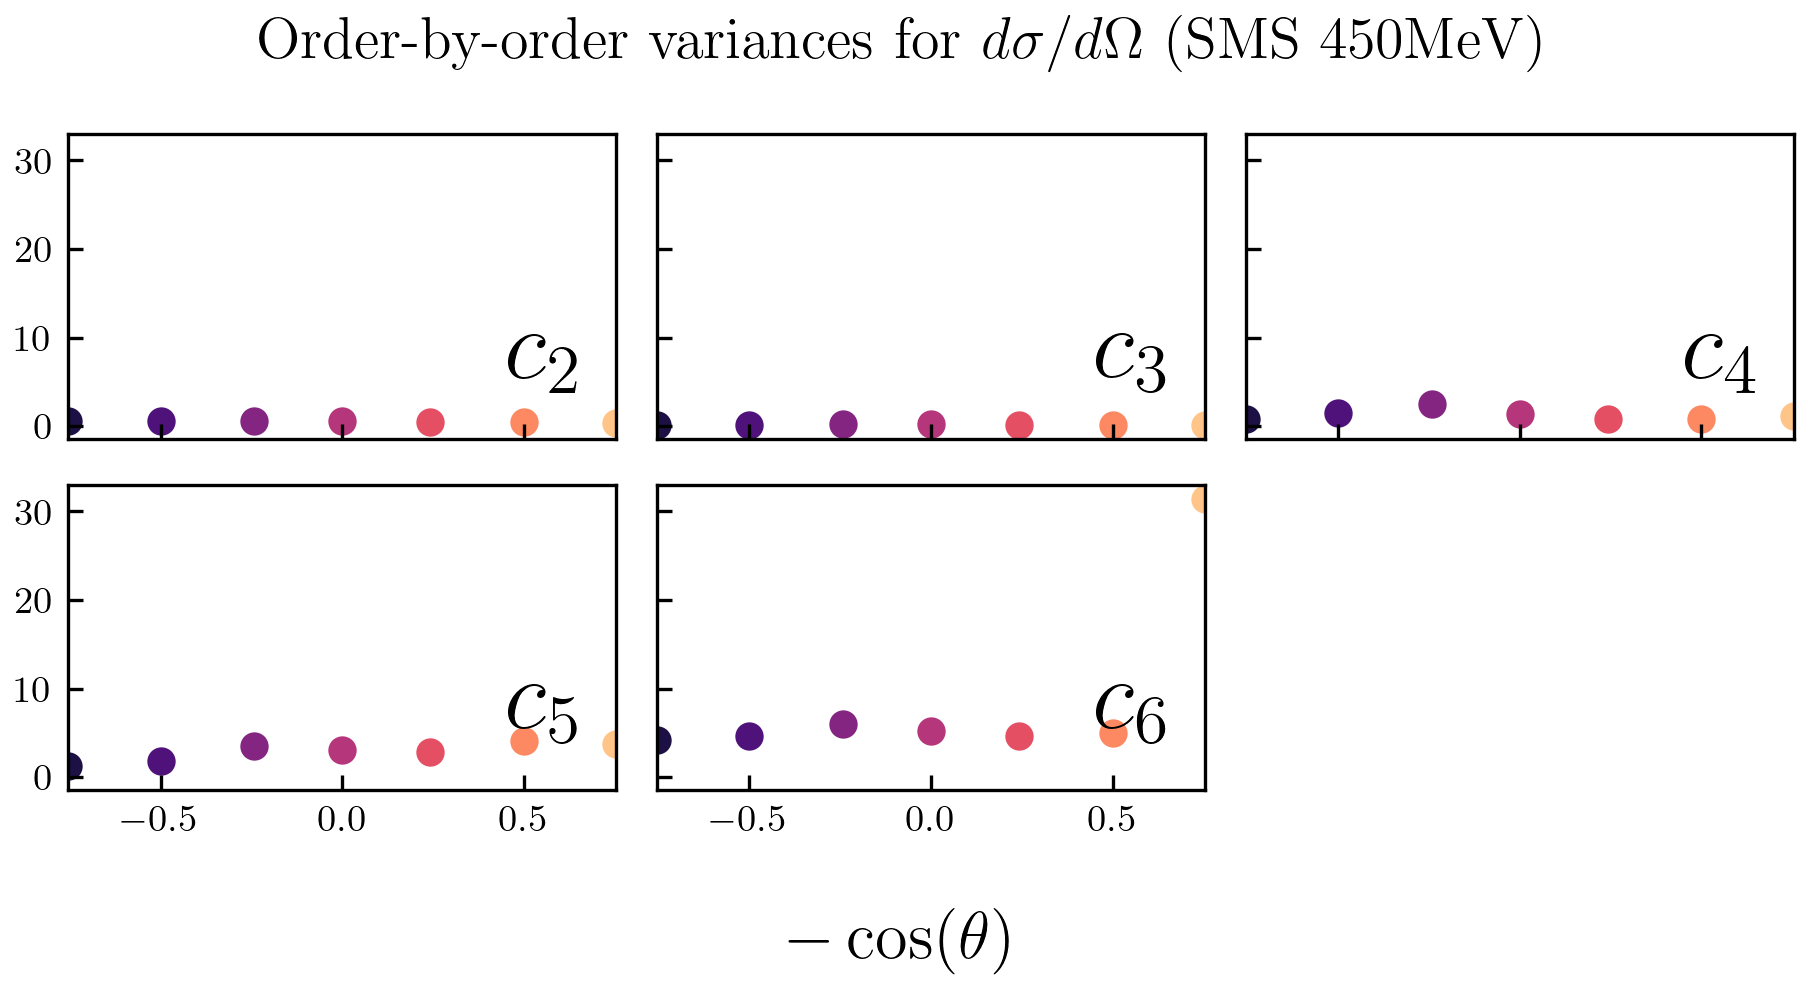 Order-by-order variances for dσ/dΩ (SMS 450MeV)
30
20
10
0
c₂
c₃
c₄
30
20
10
0
c₅
c₆
−0.5 0.0 0.5
−0.5 0.0 0.5
− cos(θ)